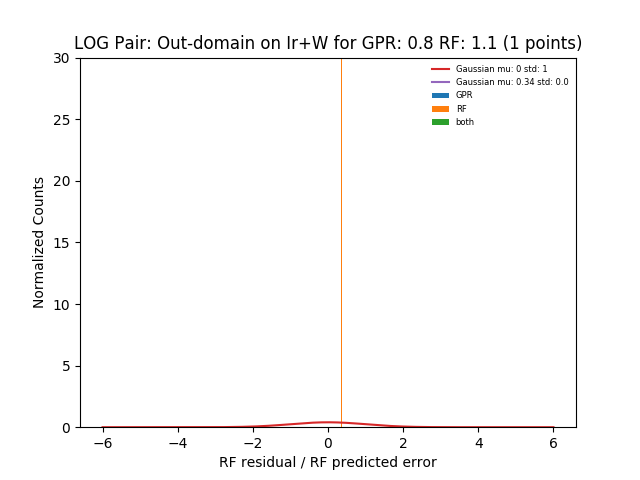 LOG Pair: Out-domain on Ir+W for GPR: 0.8 RF: 1.1 (1 points)
Gaussian mu: 0 std: 1
Gaussian mu: 0.34 std: 0.0
GPR
RF
both
30
25
20
15
10
5
0
Normalized Counts
−6 −4 −2 0 2 4 6
RF residual / RF predicted error